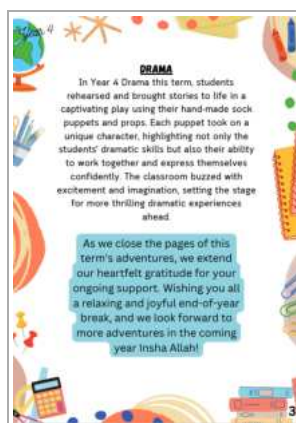 Year 4
DRAMA
In Year 4 Drama this term, students
rehearsed and brought stories to life in a
captivating play using their hand-made sock
puppets and props. Each puppet took on a
unique character, highlighting not only the
students' dramatic skills but also their ability
to work together and express themselves
confidently. The classroom buzzed with
excitement and imagination, setting the stage
for more thrilling dramatic experiences
ahead.
As we close the pages of this
term's adventures, we extend
our heartfelt gratitude for your
ongoing support. Wishing you all
a relaxing and joyful end-of-year
break, and we look forward to
more adventures in the coming
year Insha Allah!
3